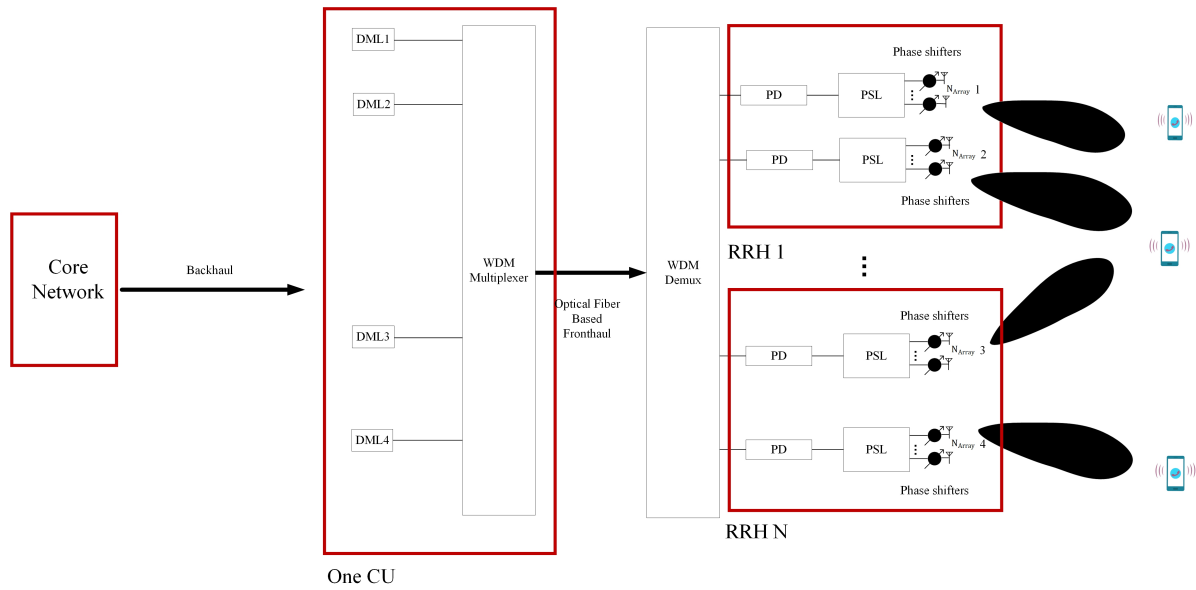 Core
Network
Backhaul
DML1
DML2
DML3
DML4
WDM
Multiplexer
One CU
Optical Fiber
Based
Fronthaul
WDM
Demux
Phase shifters
PD
PSL
NArray 1
PD
PSL
NArray 2
Phase shifters
RRH 1
Phase shifters
PD
PSL
NArray 3
PD
PSL
NArray 4
Phase shifters
RRH N